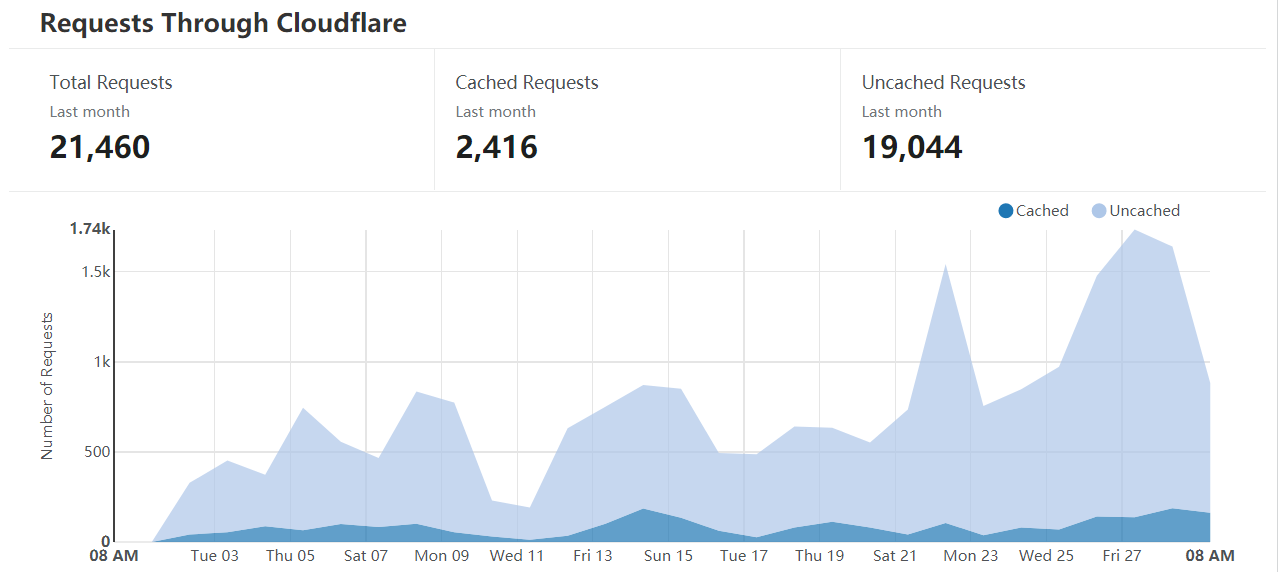 Requests Through Cloudflare
Total Requests
Last month
21,460
Cached Requests
Last month
2,416
Uncached Requests
Last month
19,044
Cached Uncached
1.74k
1.5k
1k
500
0
Number of Requests
08 AM Tue 03 Thu 05 Sat 07 Mon 09 Wed 11 Fri 13 Sun 15 Tue 17 Thu 19 Sat 21 Mon 23 Wed 25 Fri 27 08 AM